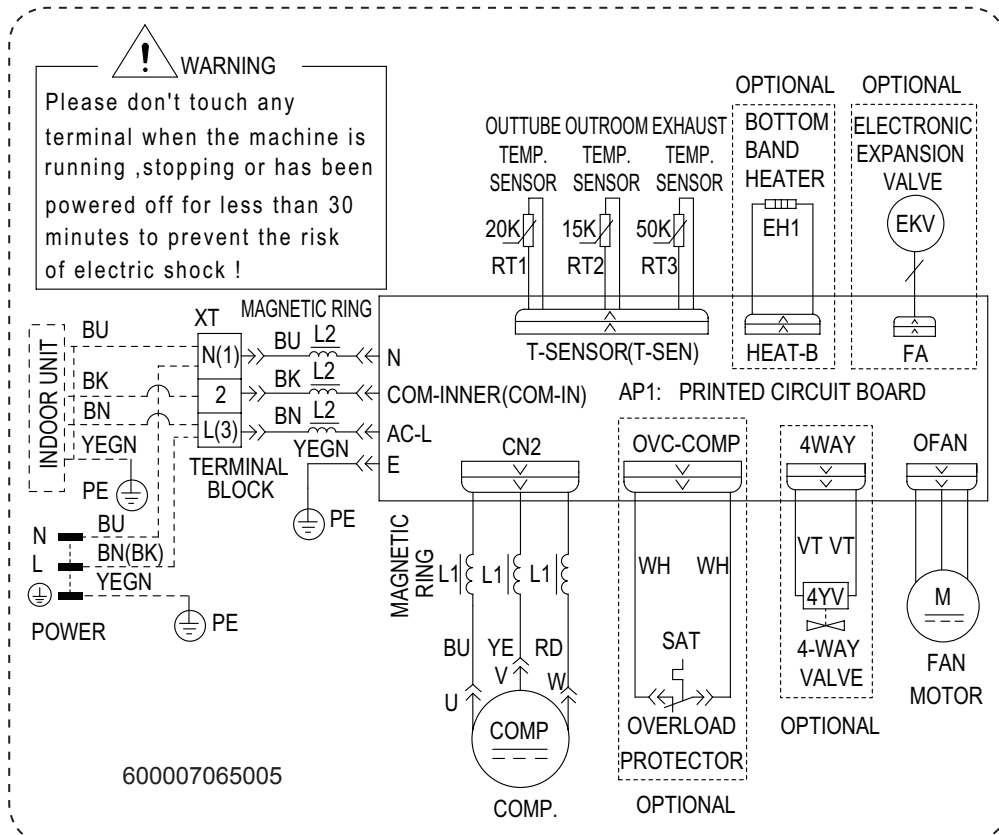 WARNING
Please don't touch any
terminal when the machine is
running ,stopping or has been
powered off for less than 30
minutes to prevent the risk
of electric shock !
OUTTUBE
TEMP.
SENSOR
20K
RT1
OUTROOM
TEMP.
SENSOR
15K
RT2
EXHAUST
TEMP.
SENSOR
50K
RT3
OPTIONAL
BOTTOM
BAND
HEATER
EH1
OPTIONAL
ELECTRONIC
EXPANSION
VALVE
EKV
T-SENSOR(T-SEN)
HEAT-B
FA
INDOOR UNIT
BU
BK
BN
YEGN
PE
XT
N(1)
2
L(3)
TERMINAL
BLOCK
MAGNETIC RING
BU L2
BK L2
BN L2
YEGN
PE
N
COM-INNER(COM-IN)
AC-L
E
AP1: PRINTED CIRCUIT BOARD
N
L
BU
BN(BK)
YEGN
PE
POWER
CN2
MAGNETIC
RING
L1 L1 L1
BU YE RD
U V W
COMP
COMP.
OVC-COMP
WH WH
SAT
OVERLOAD
PROTECTOR
OPTIONAL
4WAY
VT VT
4YV
4-WAY
VALVE
OPTIONAL
OFAN
M
FAN
MOTOR
600007065005